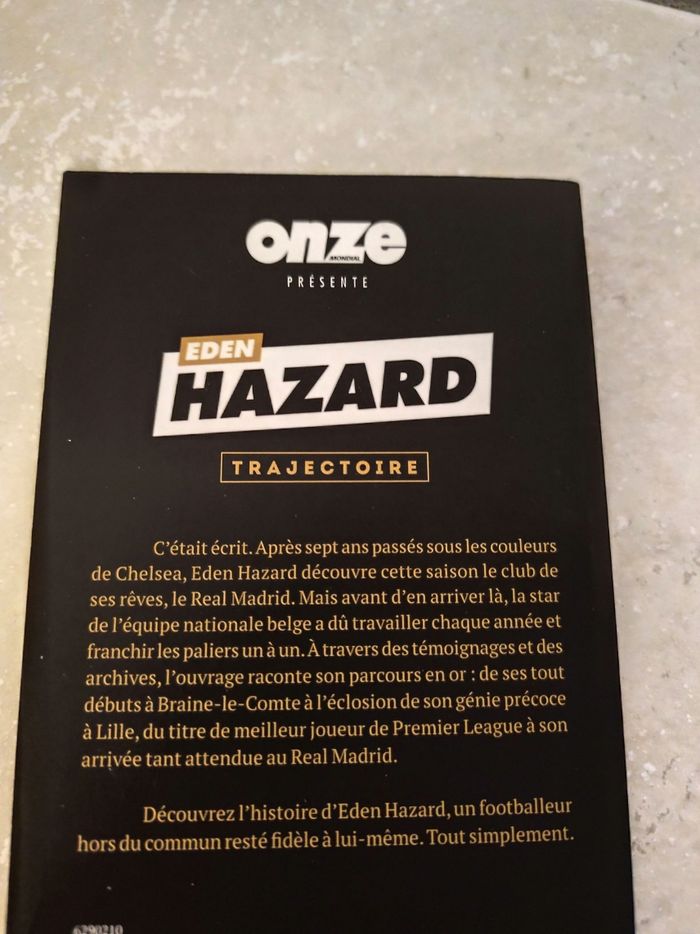 onze
MONDIAL
PRÉSENTE
EDEN
HAZARD
TRAJECTOIRE
C'était écrit. Après sept ans passés sous les couleurs
de Chelsea, Eden Hazard découvre cette saison le club de
ses rêves, le Real Madrid. Mais avant d'en arriver là, la star
de l'équipe nationale belge a dû travailler chaque année et
franchir les paliers un à un. À travers des témoignages et des
archives, l'ouvrage raconte son parcours en or : de ses tout
débuts à Braine-le-Comte à l'éclosion de son génie précoce
à Lille, du titre de meilleur joueur de Premier League à son
arrivée tant attendue au Real Madrid.
Découvrez l'histoire d'Eden Hazard, un footballeur
hors du commun resté fidèle à lui-même. Tout simplement.
6290210